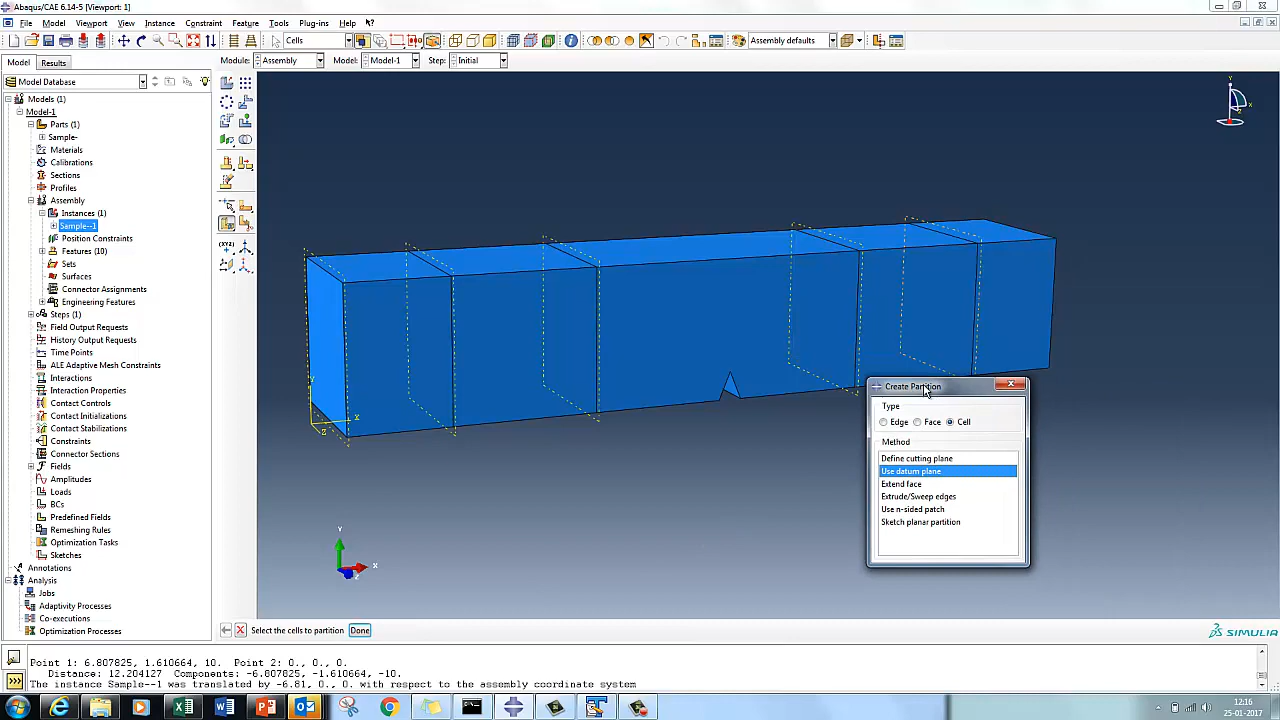 Abaqus/CAE 6.14-5 [Viewport: 1]
File Model Viewport View Instance Constraint Feature Tools Plug-ins Help
Cells Assembly defaults
Model Results Module: Assembly Model: Model-1 Step: Initial
Model Database
Models (1)
Model-1
Parts (1)
Sample-
Materials
Calibrations
Sections
Profiles
Assembly
Instances (1)
Sample--1
Position Constraints
Features (10)
Sets
Surfaces
Connector Assignments
Engineering Features
Steps (1)
Field Output Requests
History Output Requests
Time Points
ALE Adaptive Mesh Constraints
Interactions
Interaction Properties
Contact Controls
Contact Initializations
Contact Stabilizations
Constraints
Connector Sections
Fields
Amplitudes
Loads
BCs
Predefined Fields
Remeshing Rules
Optimization Tasks
Sketches
Annotations
Analysis
Jobs
Adaptivity Processes
Co-executions
Optimization Processes
Y
X
Y
X
Z
Y
X
Z
Create Partition
Type
Edge Face Cell
Method
Define cutting plane
Use datum plane
Extend face
Extrude/Sweep edges
Use n-sided patch
Sketch planar partition
Select the cells to partition Done
SIMULIA
Point 1: 6.807825, 1.610664, 10. Point 2: 0., 0., 0.
Distance: 12.204127 Components: -6.807825, -1.610664, -10.
The instance Sample--1 was translated by -6.81, 0., 0. with respect to the assembly coordinate system
12:16
25-01-2017